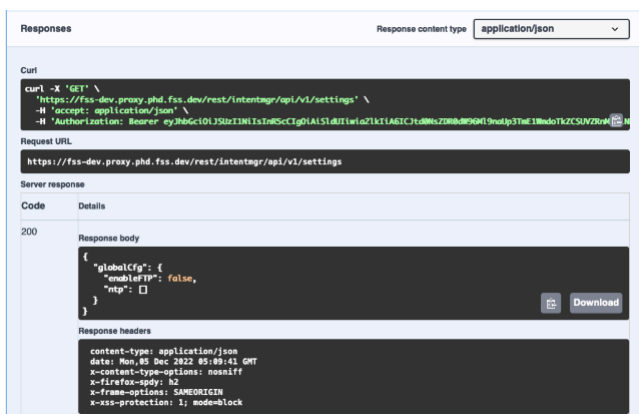 Responses
Response content type
application/json
Curl
curl -X 'GET' \
'https://fss-dev.proxy.phd.fss.dev/rest/intentmgr/api/v1/settings' \
-H 'accept: application/json' \
-H 'Authorization: Bearer
Request URL
https://fss-dev.proxy.phd.fss.dev/rest/intentmgr/api/v1/settings
Server response
Code
Details
200
Response body
{
"globalCfg": {
"enableFTP": false,
"ntp": []
}
}
Download
Response headers
content-type: application/json
date: Mon,05 Dec 2022 05:09:41 GMT
x-content-type-options: nosniff
x-firefox-spdy: h2
x-frame-options: SAMEORIGIN
x-xss-protection: 1; mode=block